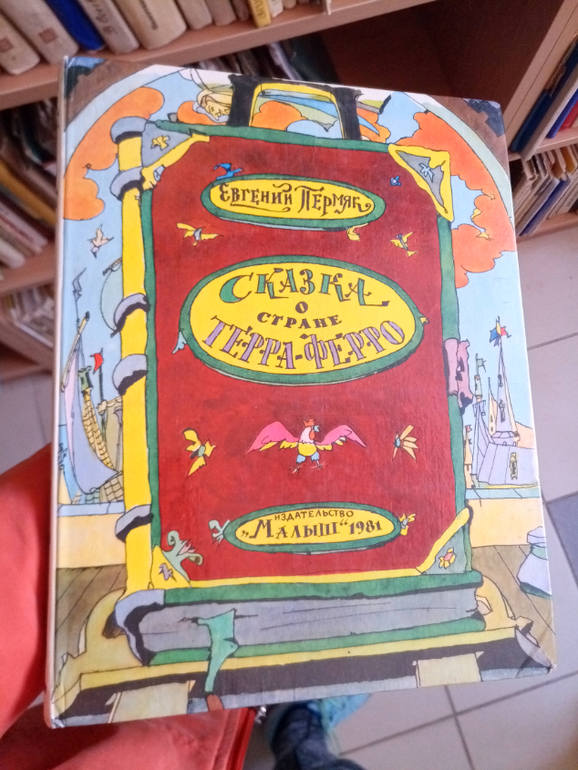 Евгений Пермяк
Сказка
о
стране
Терра-Ферро
издательство
„Малыш“ 1981